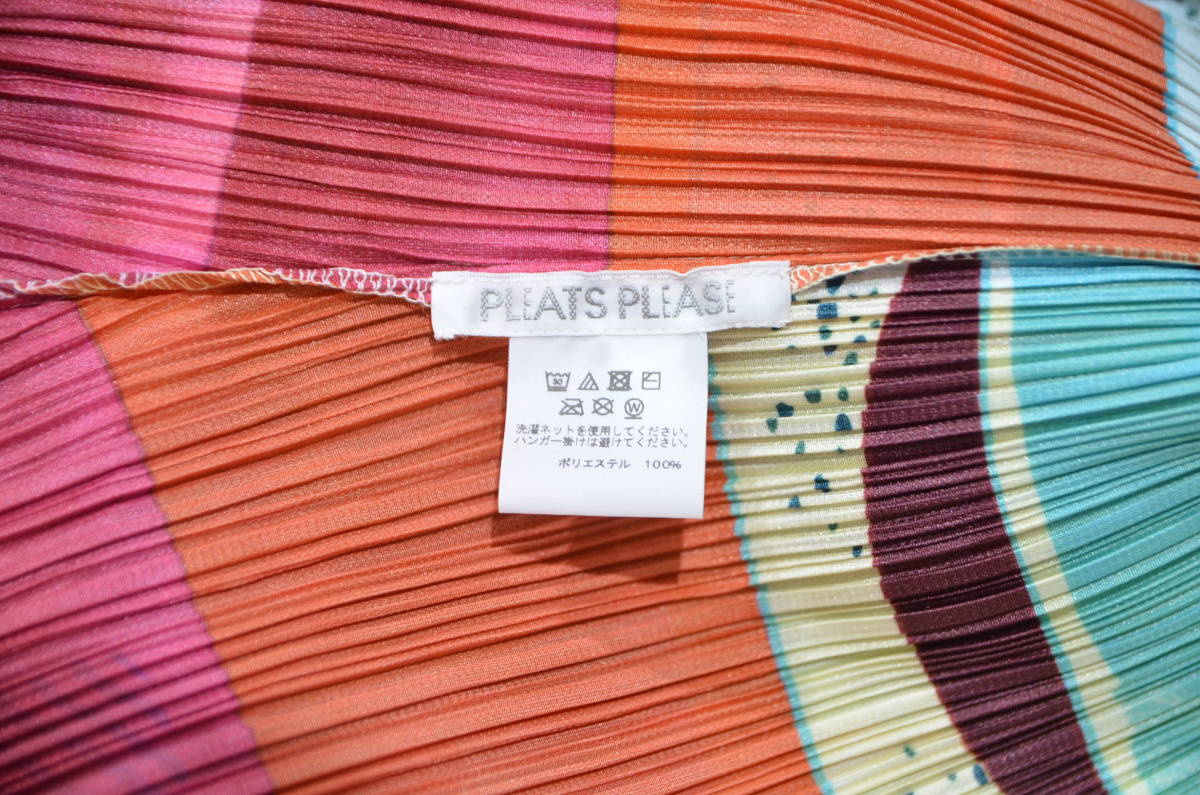 PLEATS PLEASE
30
W
洗濯ネットを使用してください。
ハンガー掛けは避けてください。
ポリエステル 100%